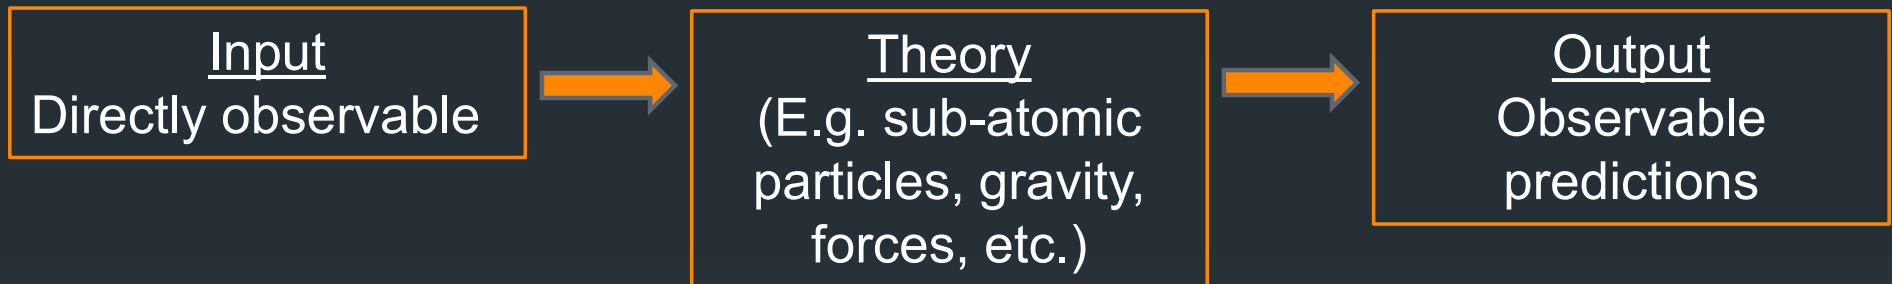 Input
Directly observable
Theory
(E.g. sub-atomic
particles, gravity,
forces, etc.)
Output
Observable
predictions